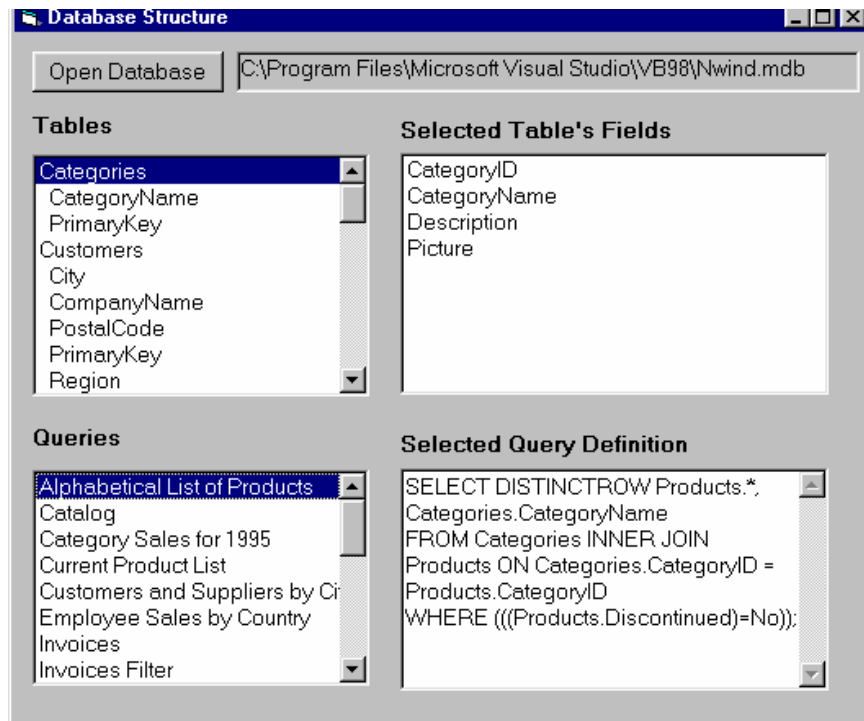 Database Structure
Open Database
C:\Program Files\Microsoft Visual Studio\VB98\Nwind.mdb
Tables
Categories
CategoryName
PrimaryKey
Customers
City
CompanyName
PostalCode
PrimaryKey
Region
Selected Table's Fields
CategoryID
CategoryName
Description
Picture
Queries
Alphabetical List of Products
Catalog
Category Sales for 1995
Current Product List
Customers and Suppliers by Ci
Employee Sales by Country
Invoices
Invoices Filter
Selected Query Definition
SELECT DISTINCTROW Products.*,
Categories.CategoryName
FROM Categories INNER JOIN
Products ON Categories.CategoryID =
Products.CategoryID
WHERE (((Products.Discontinued)=No));